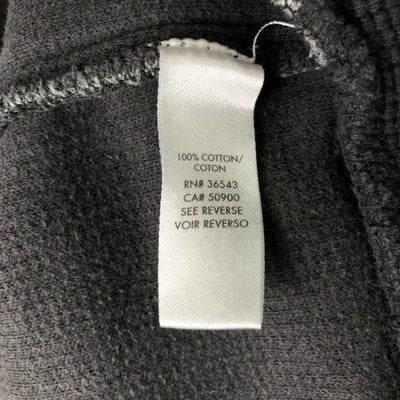 100% COTTON/
COTON
RN# 36543
CA# 50900
SEE REVERSE
VOIR REVERSO